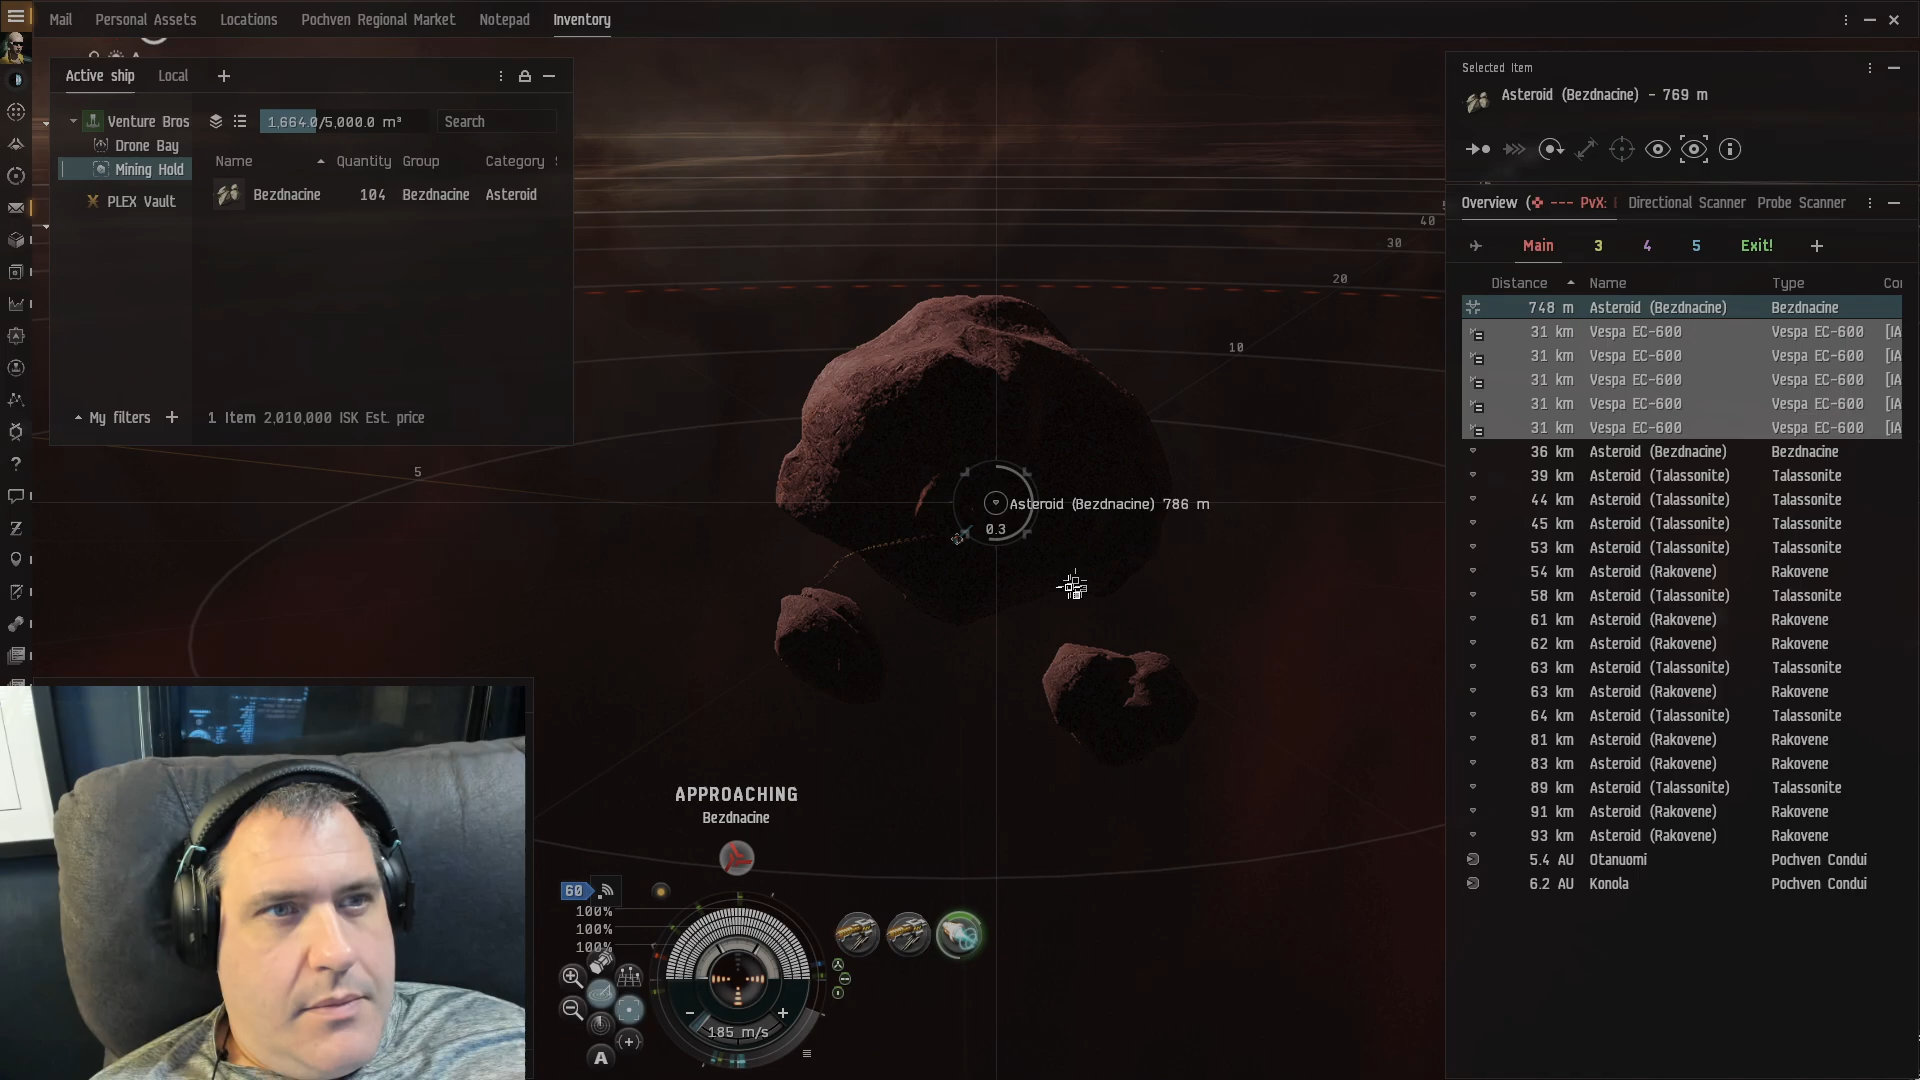 Mail Personal Assets Locations Pochven Regional Market Notepad Inventory
Active ship Local
Venture Bros
Drone Bay
Mining Hold
PLEX Vault
1,664.0/5,000.0 m³ Search
Name Quantity Group Category
Bezdnacine 104 Bezdnacine Asteroid
My filters + 1 Item 2,010,000 ISK Est. price
40
30
20
10
5
Asteroid (Bezdnacine) 786 m
0.3
APPROACHING
Bezdnacine
60
100%
100%
100%
185 m/s
A
Selected Item
Asteroid (Bezdnacine) - 769 m
Overview ( --- PvX: Directional Scanner Probe Scanner
Main 3 4 5 Exit! +
Distance Name Type Cor
748 m Asteroid (Bezdnacine) Bezdnacine
31 km Vespa EC-600 Vespa EC-600 [IA
31 km Vespa EC-600 Vespa EC-600 [IA
31 km Vespa EC-600 Vespa EC-600 [IA
31 km Vespa EC-600 Vespa EC-600 [IA
31 km Vespa EC-600 Vespa EC-600 [IA
36 km Asteroid (Bezdnacine) Bezdnacine
39 km Asteroid (Talassonite) Talassonite
44 km Asteroid (Talassonite) Talassonite
45 km Asteroid (Talassonite) Talassonite
53 km Asteroid (Talassonite) Talassonite
54 km Asteroid (Rakovene) Rakovene
58 km Asteroid (Talassonite) Talassonite
61 km Asteroid (Rakovene) Rakovene
62 km Asteroid (Rakovene) Rakovene
63 km Asteroid (Talassonite) Talassonite
63 km Asteroid (Rakovene) Rakovene
64 km Asteroid (Talassonite) Talassonite
81 km Asteroid (Rakovene) Rakovene
83 km Asteroid (Rakovene) Rakovene
89 km Asteroid (Talassonite) Talassonite
91 km Asteroid (Rakovene) Rakovene
93 km Asteroid (Rakovene) Rakovene
5.4 AU Otanuomi Pochven Condui
6.2 AU Konola Pochven Condui